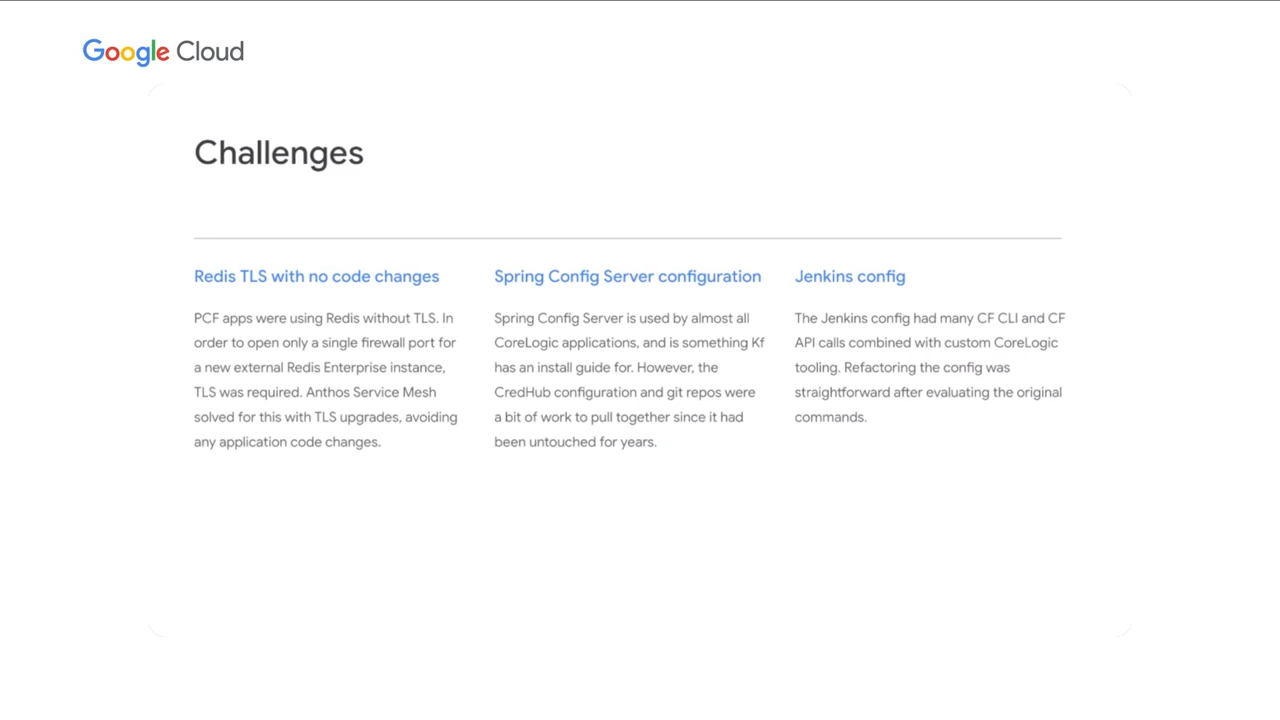 Google Cloud
Challenges
Redis TLS with no code changes
PCF apps were using Redis without TLS. In
order to open only a single firewall port for
a new external Redis Enterprise instance,
TLS was required. Anthos Service Mesh
solved for this with TLS upgrades, avoiding
any application code changes.
Spring Config Server configuration
Spring Config Server is used by almost all
CoreLogic applications, and is something Kf
has an install guide for. However, the
CredHub configuration and git repos were
a bit of work to pull together since it had
been untouched for years.
Jenkins config
The Jenkins config had many CF CLI and CF
API calls combined with custom CoreLogic
tooling. Refactoring the config was
straightforward after evaluating the original
commands.